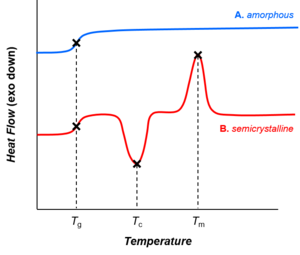 A. amorphous
Heat Flow (exo down)
B. semicrystalline
Tg
Tc
Tm
Temperature